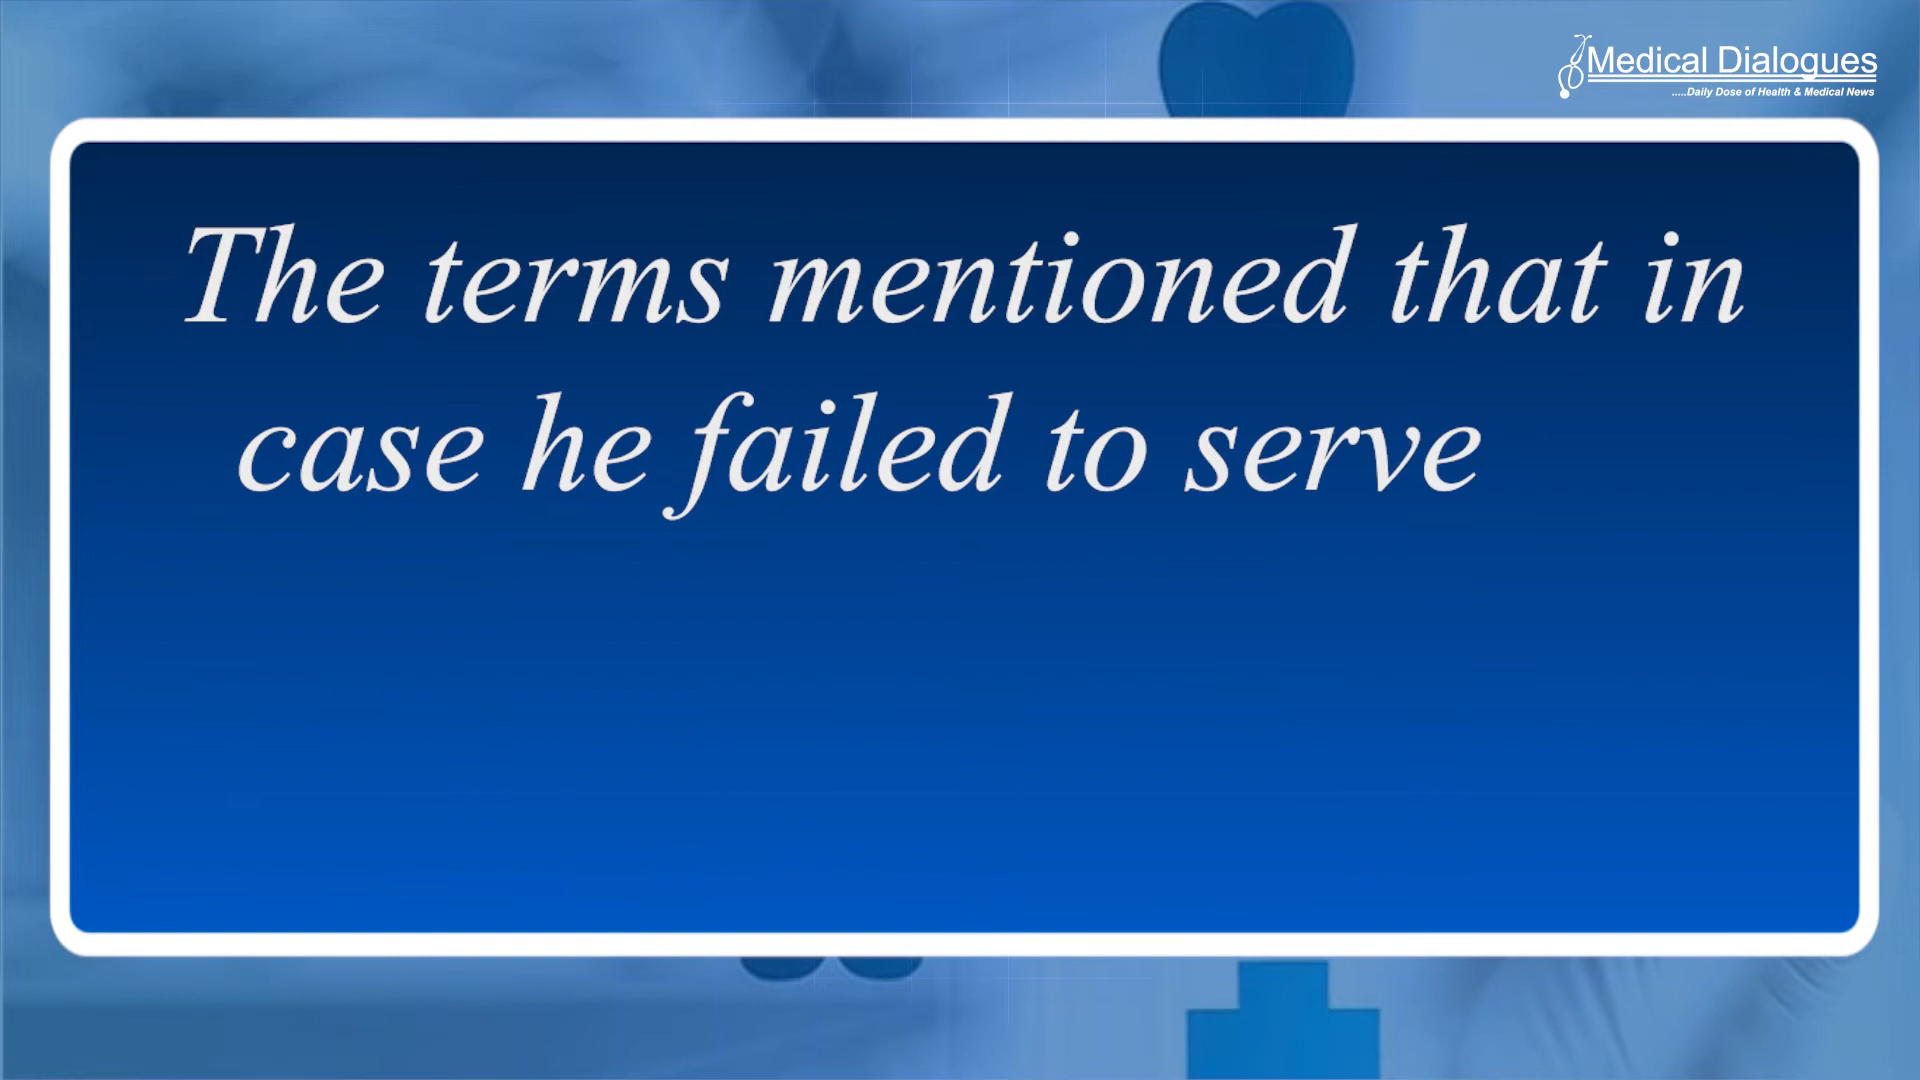 Medical Dialogues
.....Daily Dose of Health & Medical News
The terms mentioned that in
case he failed to serve